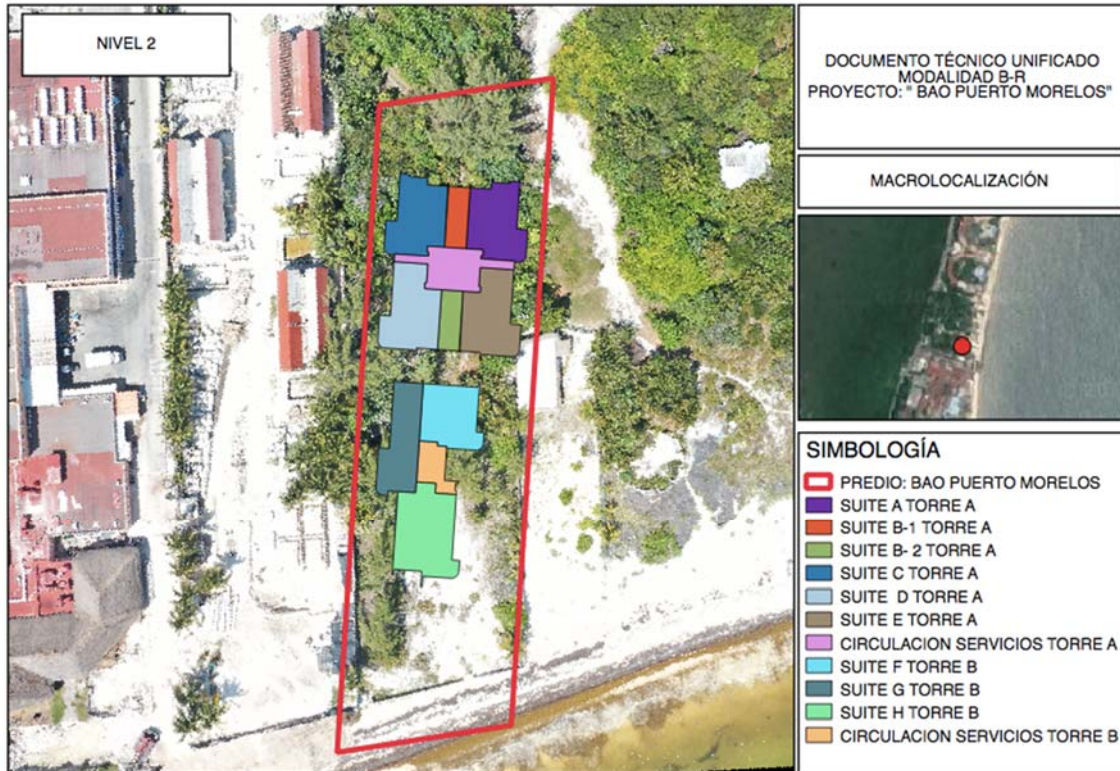 NIVEL 2
DOCUMENTO TÉCNICO UNIFICADO
MODALIDAD B-R
PROYECTO: " BAO PUERTO MORELOS"
MACROLOCALIZACIÓN
SIMBOLOGÍA
PREDIO: BAO PUERTO MORELOS
SUITE A TORRE A
SUITE B-1 TORRE A
SUITE B- 2 TORRE A
SUITE C TORRE A
SUITE D TORRE A
SUITE E TORRE A
CIRCULACION SERVICIOS TORRE A
SUITE F TORRE B
SUITE G TORRE B
SUITE H TORRE B
CIRCULACION SERVICIOS TORRE B